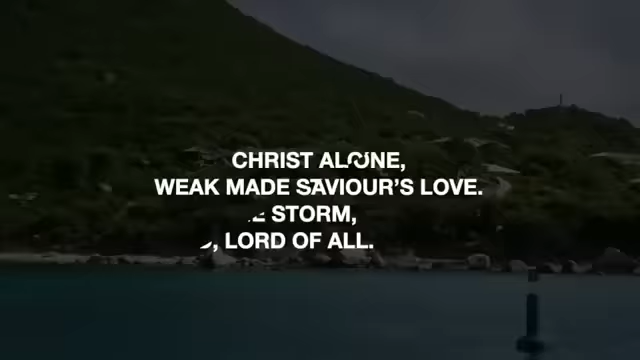 CHRIST ALONE,
WEAK MADE SAVIOUR'S LOVE.
STORM,
LORD OF ALL.